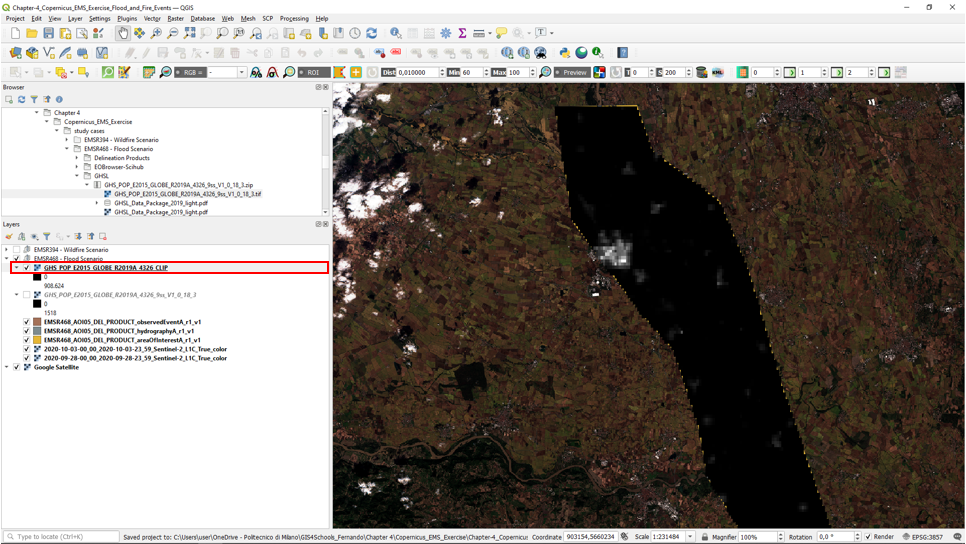 Chapter-4_Copernicus_EMS_Exercise_Flood_and_Fire_Events — QGIS
Project Edit View Layer Settings Plugins Vector Raster Database Web Mesh SCP Processing Help
RGB = - ROI Dist 0,010000 Min 60 Max 100 Preview T 0 S 200 KML 0 1 2
Browser
Chapter 4
Copernicus_EMS_Exercise
study cases
EMSR394 - Wildfire Scenario
EMSR468 - Flood Scenario
Delineation Products
EOBrowser-Scihub
GHSL
GHS_POP_E2015_GLOBE_R2019A_4326_9ss_V1_0_18_3.zip
GHS_POP_E2015_GLOBE_R2019A_4326_9ss_V1_0_18_3.tif
GHSL_Data_Package_2019_light.pdf
GHSL_Data_Package_2019_light.pdf
Layers
EMSR394 - Wildfire Scenario
EMSR468 - Flood Scenario
GHS_POP_E2015_GLOBE_R2019A_4326_CLIP
0
908.624
GHS_POP_E2015_GLOBE_R2019A_4326_9ss_V1_0_18_3
0
1518
EMSR468_AOI05_DEL_PRODUCT_observedEventA_r1_v1
EMSR468_AOI05_DEL_PRODUCT_hydrographyA_r1_v1
EMSR468_AOI05_DEL_PRODUCT_areaOfInterestA_r1_v1
2020-10-03-00_00_2020-10-03-23_59_Sentinel-2_L1C_True_color
2020-09-28-00_00_2020-09-28-23_59_Sentinel-2_L1C_True_color
Google Satellite
Type to locate (Ctrl+K) Saved project to: C:\Users\user\OneDrive - Politecnico di Milano\GIS4Schools_Fernando\Chapter 4\Copernicus_EMS_Exercise\Chapter-4_Copernicus Coordinate 903154,5660234 Scale 1:231484 Magnifier 100% Rotation 0,0 ° Render EPSG:3857